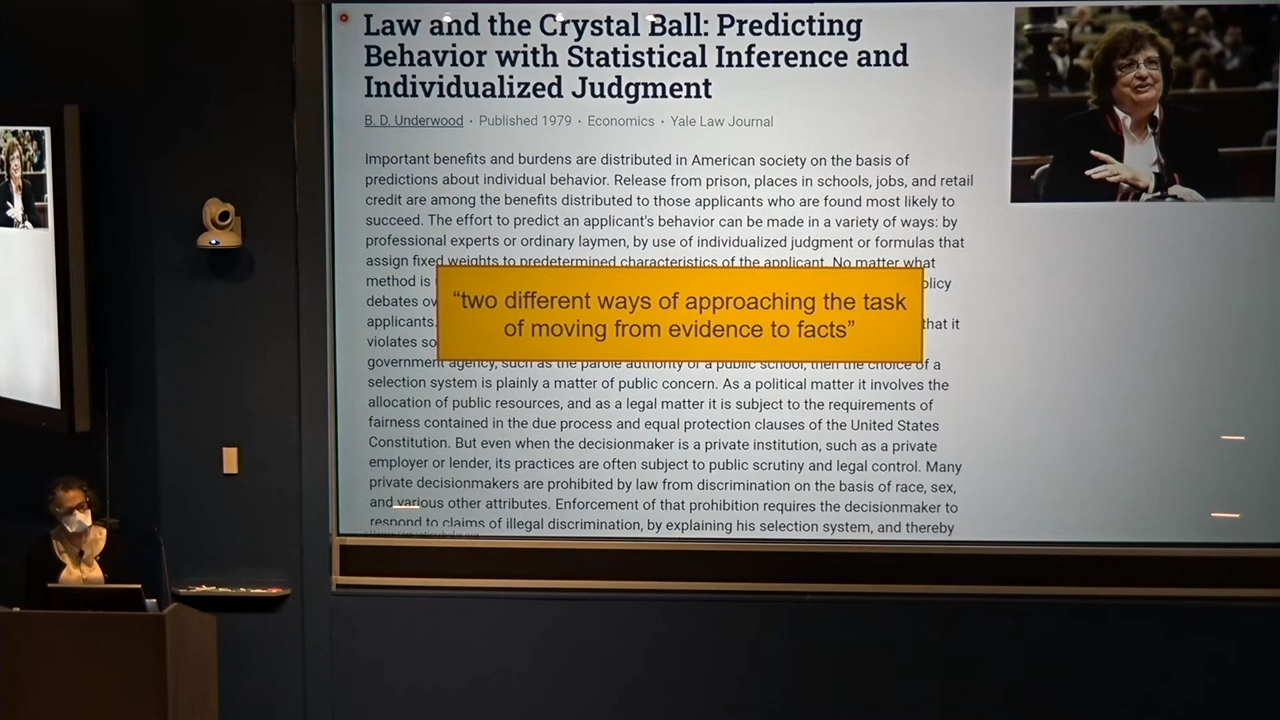 Law and the Crystal Ball: Predicting
Behavior with Statistical Inference and
Individualized Judgment
B. D. Underwood · Published 1979 · Economics · Yale Law Journal
Important benefits and burdens are distributed in American society on the basis of
predictions about individual behavior. Release from prison, places in schools, jobs, and retail
credit are among the benefits distributed to those applicants who are found most likely to
succeed. The effort to predict an applicant's behavior can be made in a variety of ways: by
professional experts or ordinary laymen, by use of individualized judgment or formulas that
assign fixed weights to predetermined characteristics of the applicant. No matter what
method is
debates
applicants. that it
violates
“two different ways of approaching the task
of moving from evidence to facts”
government agency, such as the parole authority or a public school, then the choice of a
selection system is plainly a matter of public concern. As a political matter it involves the
allocation of public resources, and as a legal matter it is subject to the requirements of
fairness contained in the due process and equal protection clauses of the United States
Constitution. But even when the decisionmaker is a private institution, such as a private
employer or lender, its practices are often subject to public scrutiny and legal control. Many
private decisionmakers are prohibited by law from discrimination on the basis of race, sex,
and various other attributes. Enforcement of that prohibition requires the decisionmaker to
respond to claims of illegal discrimination, by explaining his selection system, and thereby